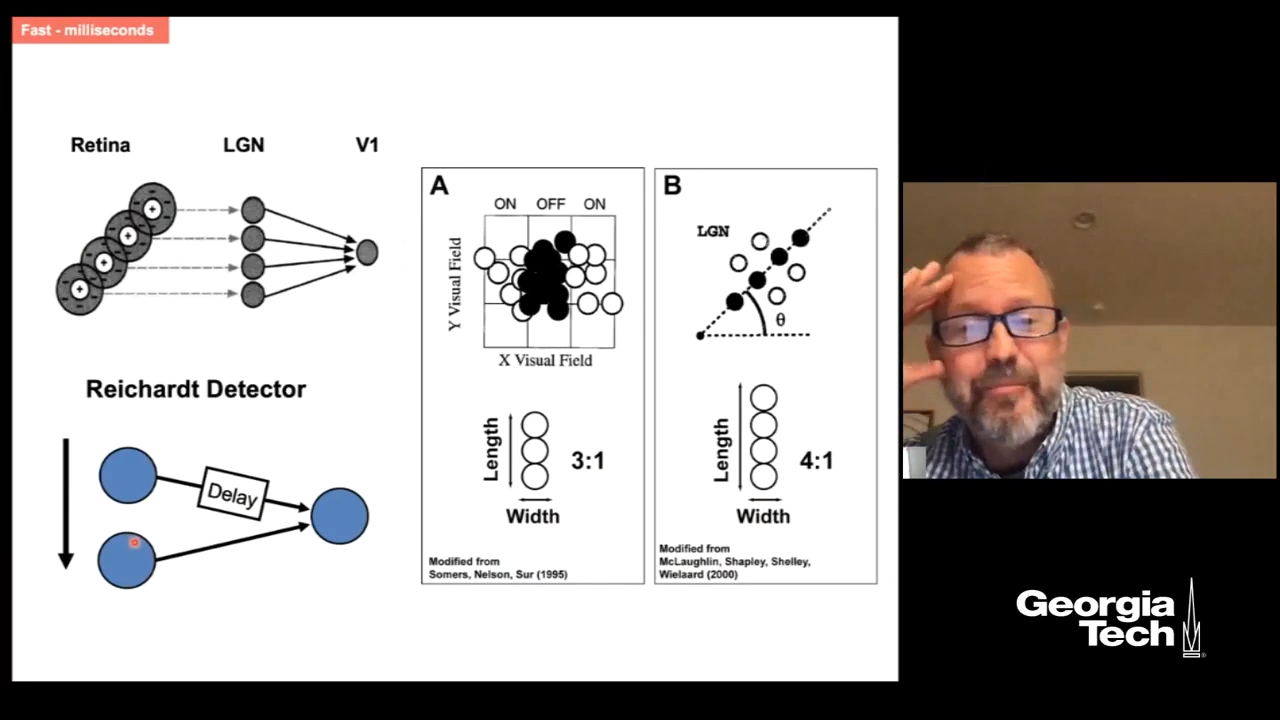 Fast - milliseconds
Retina
LGN
V1
+
+
+
+
Reichardt Detector
Delay
A
ON OFF ON
Y Visual Field
X Visual Field
Length
3:1
Width
Modified from
Somers, Nelson, Sur (1995)
B
LGN
θ
Length
4:1
Width
Modified from
McLaughlin, Shapley, Shelley,
Wielaard (2000)
Georgia
Tech